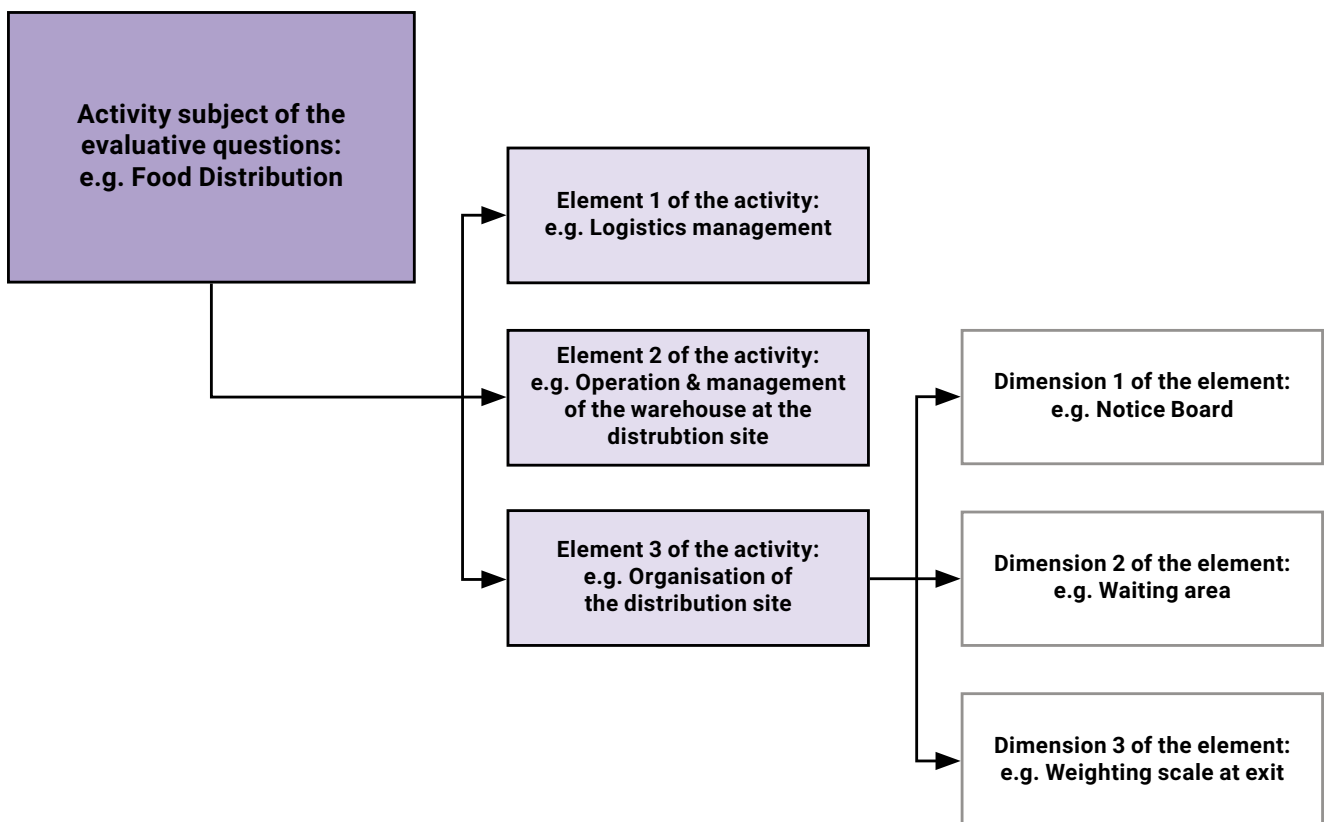 Activity subject of the
evaluative questions:
e.g. Food Distribution
Element 1 of the activity:
e.g. Logistics management
Element 2 of the activity:
e.g. Operation & management
of the warehouse at the
distrubtion site
Element 3 of the activity:
e.g. Organisation of
the distribution site
Dimension 1 of the element:
e.g. Notice Board
Dimension 2 of the element:
e.g. Waiting area
Dimension 3 of the element:
e.g. Weighting scale at exit